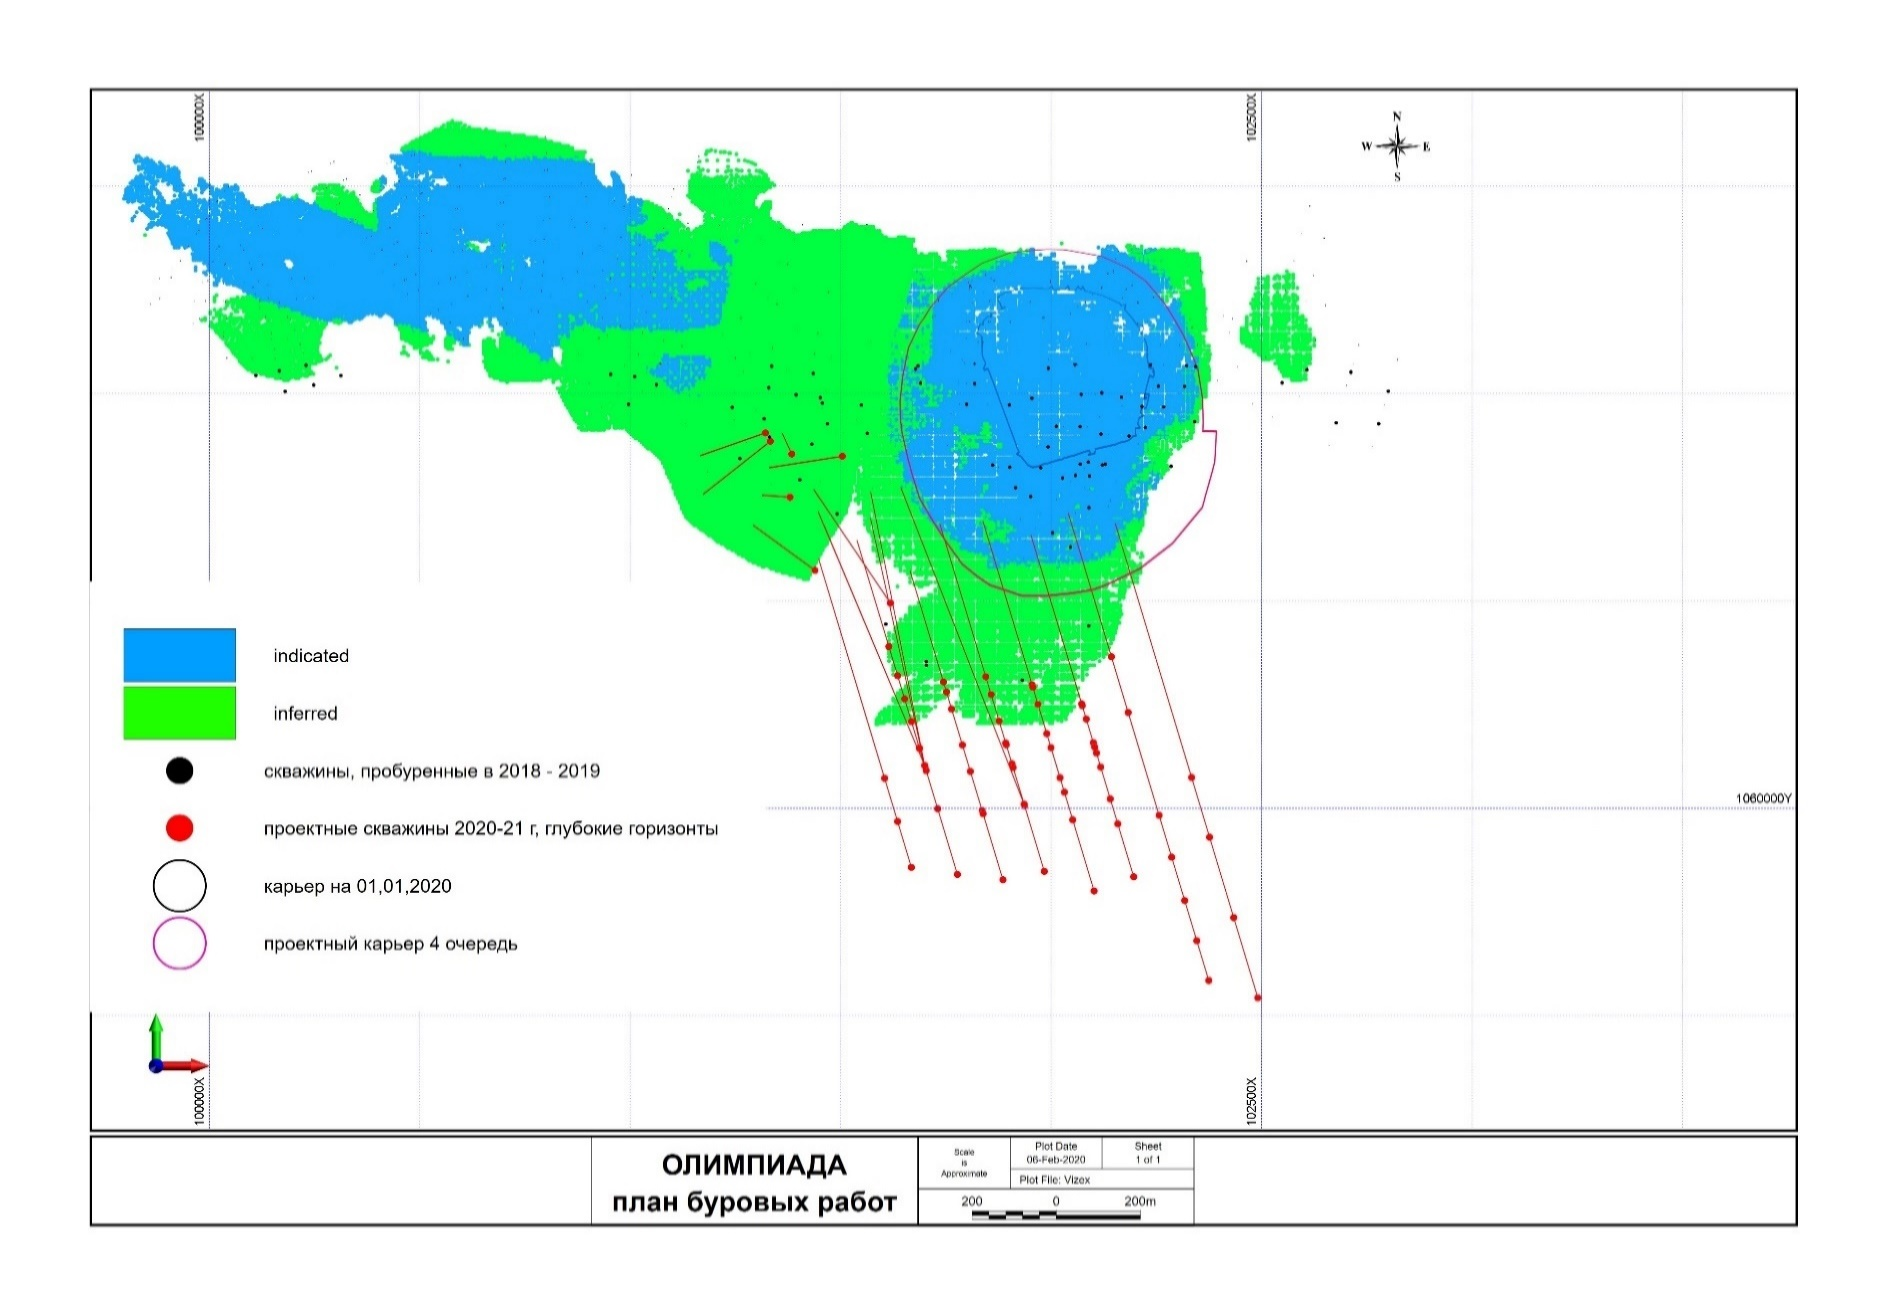 100000X
102500X
N
W E
S
indicated
inferred
скважины, пробуренные в 2018 - 2019
проектные скважины 2020-21 г, глубокие горизонты
1060000Y
карьер на 01,01,2020
проектный карьер 4 очередь
100000X
102500X
ОЛИМПИАДА
план буровых работ
Scale
is
Approximate
Plot Date
06-Feb-2020
Sheet
1 of 1
Plot File: Vizex
200 0 200m